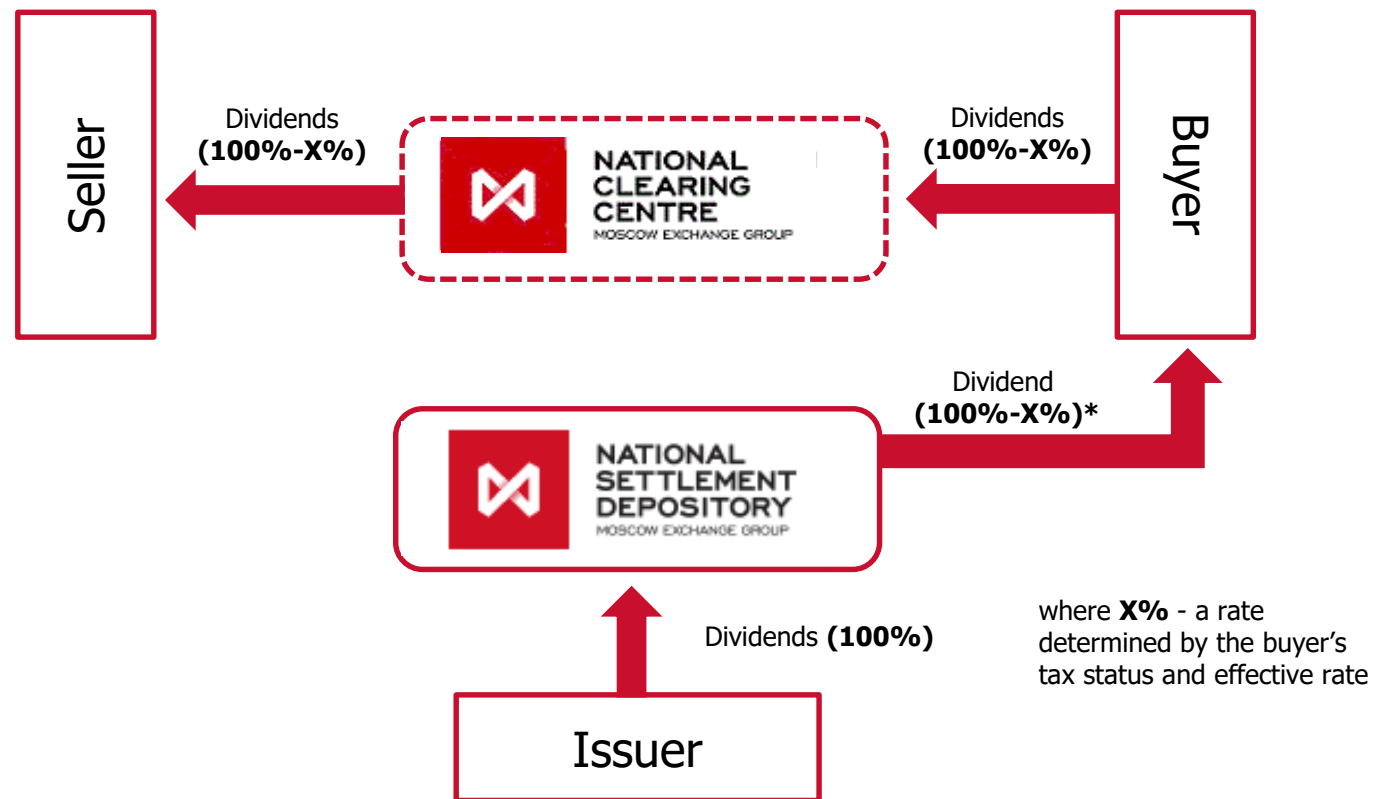 Seller
Dividends
(100%-X%)
NATIONAL
CLEARING
CENTRE
MOSCOW EXCHANGE GROUP
Dividends
(100%-X%)
Buyer
Dividend
(100%-X%)*
NATIONAL
SETTLEMENT
DEPOSITORY
MOSCOW EXCHANGE GROUP
Dividends (100%)
where X% - a rate
determined by the buyer’s
tax status and effective rate
Issuer